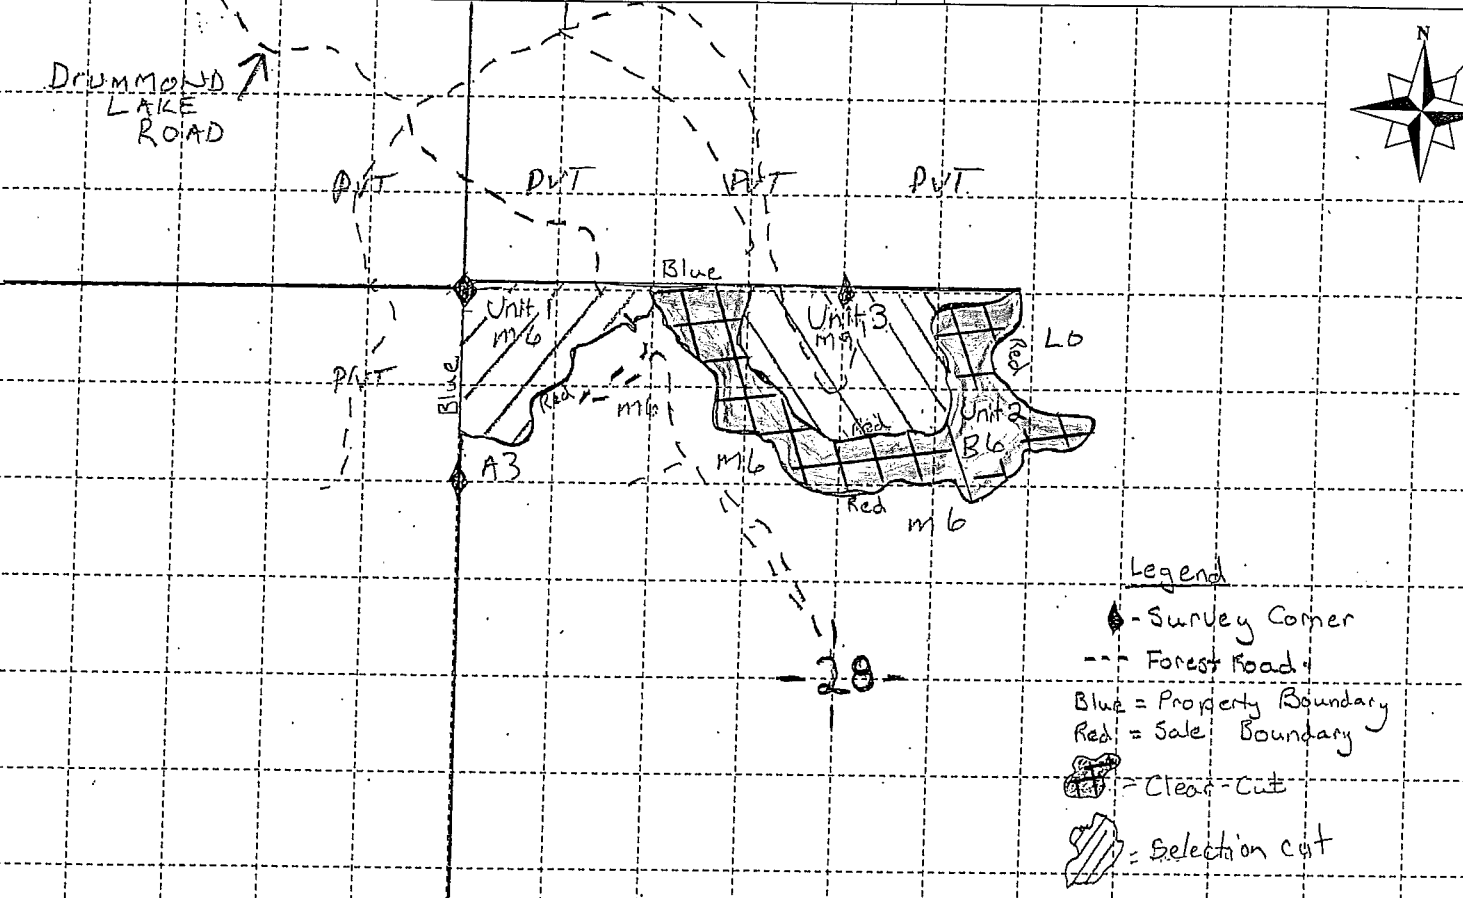 N
DRUMMOND
LAKE
ROAD
PVT
PVT
PVT
PVT
Blue
Unit 1
M6
Unit 3
M9
LO
Red
PVT
Blue
Red
M6
Unit 2
B6
Red
A3
M6
Red
M6
Legend
- Survey Corner
--- Forest Road
Blue = Property Boundary
Red = Sale Boundary
= Clear-Cut
= Selection cut
28